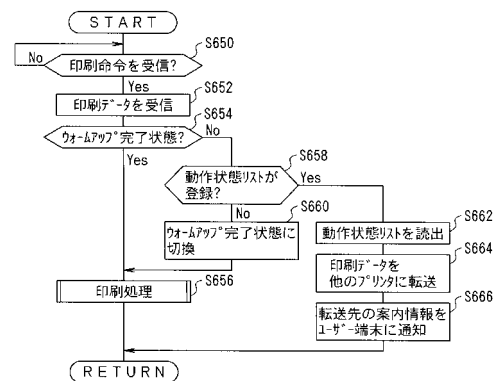 START
S650
No
印刷命令を受信?
Yes
S652
印刷データを受信
S654
ウォームアップ完了状態?
No
Yes
S658
動作状態リストが
登録?
Yes
No
S660
ウォームアップ完了状態に
切換
S662
動作状態リストを読出
S664
印刷データを
他のプリンタに転送
S656
印刷処理
S666
転送先の案内情報を
ユーザー端末に通知
RETURN